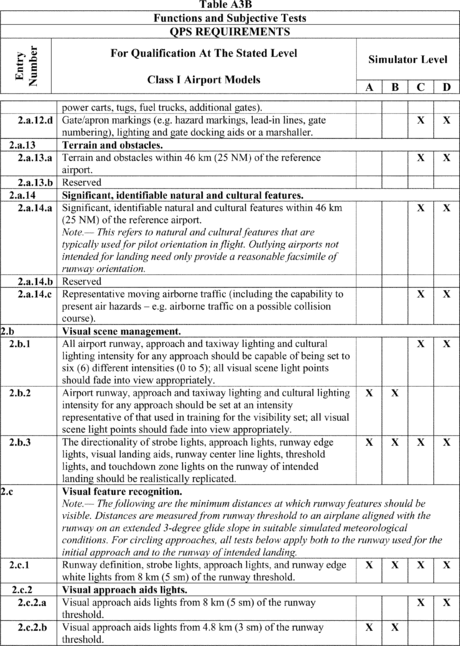 Table A3B
Functions and Subjective Tests
QPS REQUIREMENTS
Entry Number
For Qualification At The Stated Level
Class I Airport Models
Simulator Level
A B C D
power carts, tugs, fuel trucks, additional gates).
2.a.12.d Gate/apron markings (e.g. hazard markings, lead-in lines, gate X X
numbering), lighting and gate docking aids or a marshaller.
2.a.13 Terrain and obstacles.
2.a.13.a Terrain and obstacles within 46 km (25 NM) of the reference X X
airport.
2.a.13.b Reserved
2.a.14 Significant, identifiable natural and cultural features.
2.a.14.a Significant, identifiable natural and cultural features within 46 km X X
(25 NM) of the reference airport.
Note.— This refers to natural and cultural features that are
typically used for pilot orientation in flight. Outlying airports not
intended for landing need only provide a reasonable facsimile of
runway orientation.
2.a.14.b Reserved
2.a.14.c Representative moving airborne traffic (including the capability to X X
present air hazards – e.g. airborne traffic on a possible collision
course).
2.b Visual scene management.
2.b.1 All airport runway, approach and taxiway lighting and cultural X X
lighting intensity for any approach should be capable of being set to
six (6) different intensities (0 to 5); all visual scene light points
should fade into view appropriately.
2.b.2 Airport runway, approach and taxiway lighting and cultural lighting X X
intensity for any approach should be set at an intensity
representative of that used in training for the visibility set; all visual
scene light points should fade into view appropriately.
2.b.3 The directionality of strobe lights, approach lights, runway edge X X X X
lights, visual landing aids, runway center line lights, threshold
lights, and touchdown zone lights on the runway of intended
landing should be realistically replicated.
2.c Visual feature recognition.
Note.— The following are the minimum distances at which runway features should be
visible. Distances are measured from runway threshold to an airplane aligned with the
runway on an extended 3-degree glide slope in suitable simulated meteorological
conditions. For circling approaches, all tests below apply both to the runway used for the
initial approach and to the runway of intended landing.
2.c.1 Runway definition, strobe lights, approach lights, and runway edge X X X X
white lights from 8 km (5 sm) of the runway threshold.
2.c.2 Visual approach aids lights.
2.c.2.a Visual approach aids lights from 8 km (5 sm) of the runway X X
threshold.
2.c.2.b Visual approach aids lights from 4.8 km (3 sm) of the runway X X
threshold.